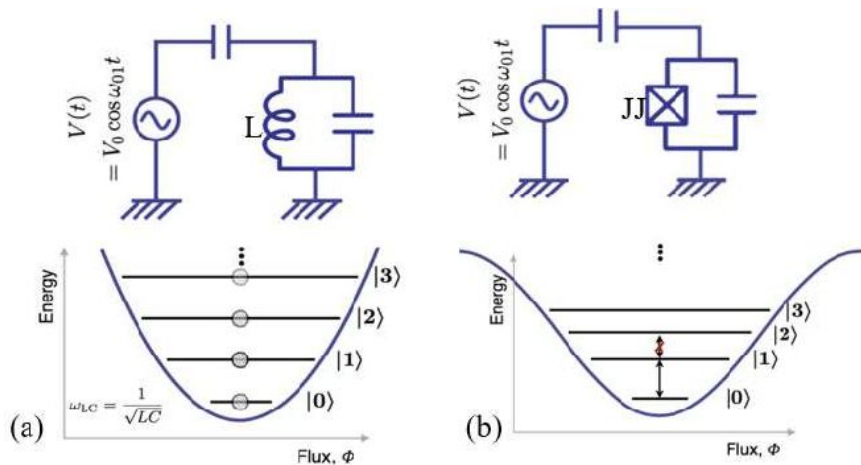 V(t)
= V₀ cos ω₀₁t
L
V(t)
= V₀ cos ω₀₁t
JJ
Energy
|3⟩
|2⟩
|1⟩
|0⟩
ω_LC = 1/√LC
(a)
Flux, Φ
Energy
|3⟩
|2⟩
|1⟩
|0⟩
(b)
Flux, Φ